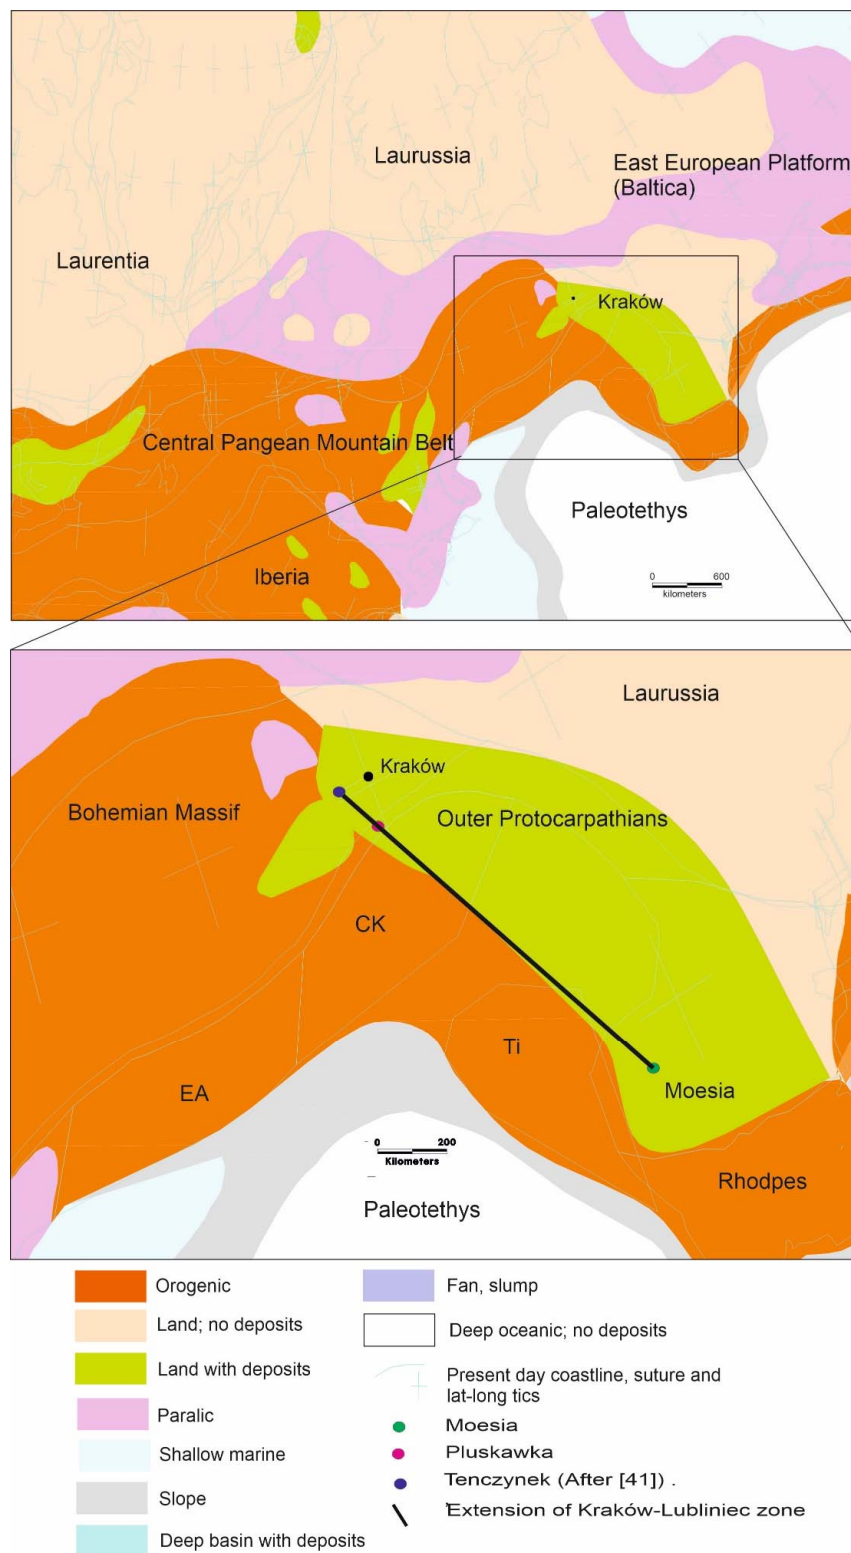 Laurussia
East European Platform
(Baltica)
Laurentia
Kraków
Central Pangean Mountain Belt
Paleotethys
Iberia
0 600
kilometers
Laurussia
Kraków
Bohemian Massif
Outer Protocarpathians
CK
Ti
EA
Moesia
0 200
Kilometers
Rhodpes
Paleotethys
Orogenic
Land; no deposits
Land with deposits
Paralic
Shallow marine
Slope
Deep basin with deposits
Fan, slump
Deep oceanic; no deposits
Present day coastline, suture and
lat-long tics
Moesia
Pluskawka
Tenczynek (After [41]) .
Extension of Kraków-Lubliniec zone